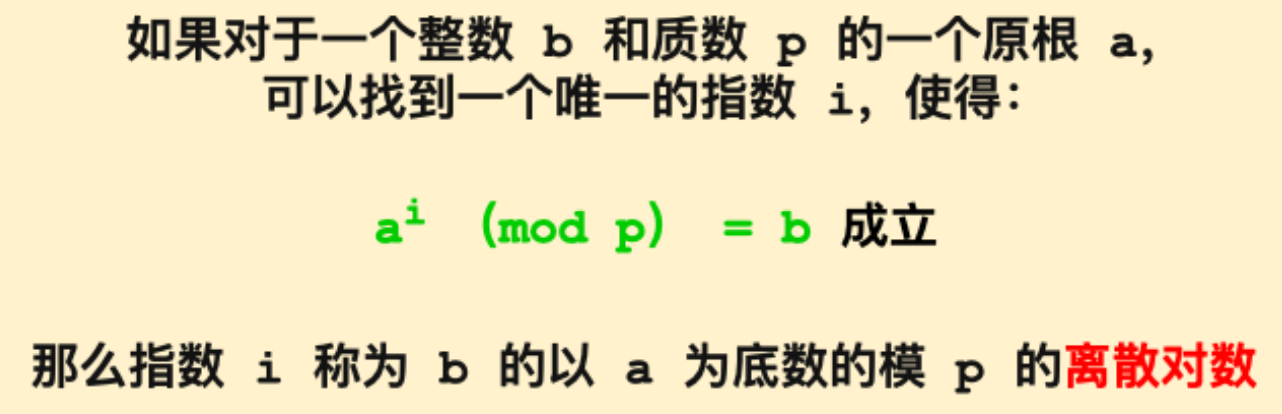 如果对于一个整数 b 和质数 p 的一个原根 a，
可以找到一个唯一的指数 i，使得：
aⁱ （mod p） = b 成立
那么指数 i 称为 b 的以 a 为底数的模 p 的离散对数